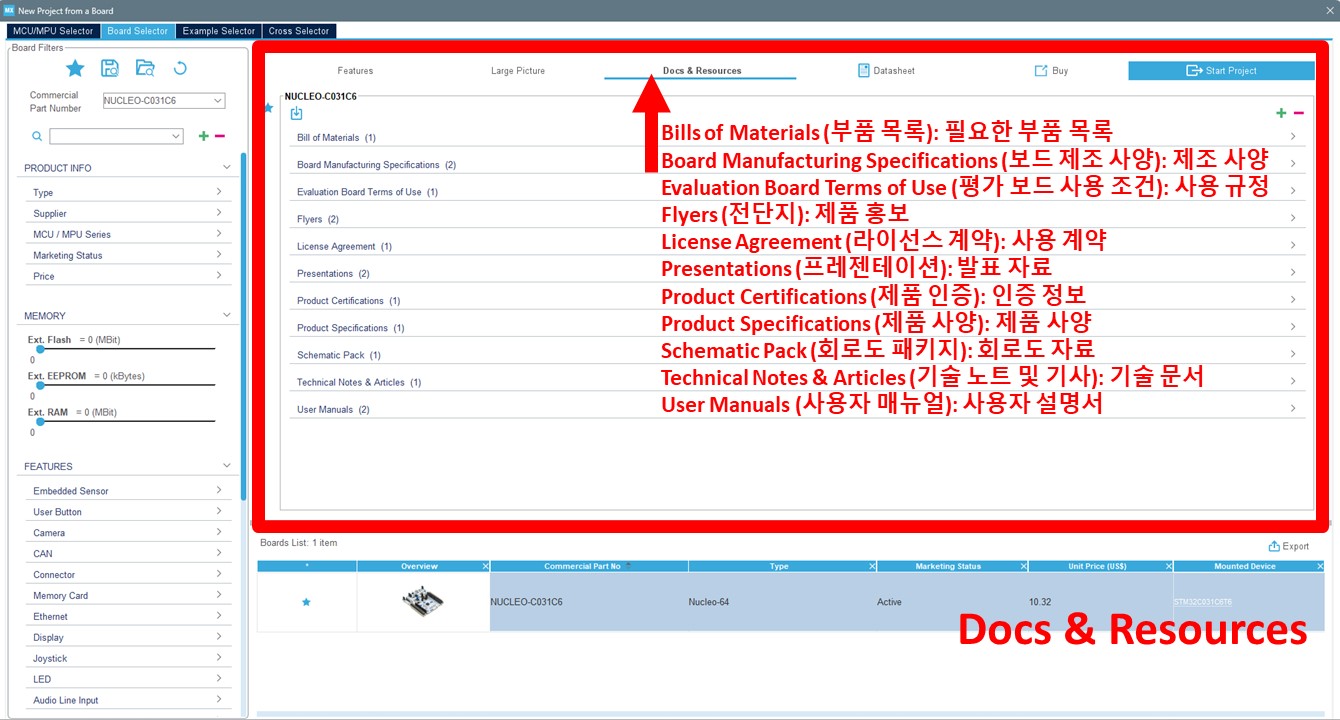 MX New Project from a Board
MCU/MPU Selector Board Selector Example Selector Cross Selector
Board Filters
Commercial
Part Number
NUCLEO-C031C6
PRODUCT INFO
Type
Supplier
MCU / MPU Series
Marketing Status
Price
MEMORY
Ext. Flash = 0 (MBit)
0
Ext. EEPROM = 0 (kBytes)
0
Ext. RAM = 0 (MBit)
0
FEATURES
Embedded Sensor
User Button
Camera
CAN
Connector
Memory Card
Ethernet
Display
Joystick
LED
Audio Line Input
Features Large Picture Docs & Resources Datasheet Buy Start Project
NUCLEO-C031C6
Bill of Materials (1) Bills of Materials (부품 목록): 필요한 부품 목록
Board Manufacturing Specifications (2) Board Manufacturing Specifications (보드 제조 사양): 제조 사양
Evaluation Board Terms of Use (1) Evaluation Board Terms of Use (평가 보드 사용 조건): 사용 규정
Flyers (2) Flyers (전단지): 제품 홍보
License Agreement (1) License Agreement (라이선스 계약): 사용 계약
Presentations (2) Presentations (프레젠테이션): 발표 자료
Product Certifications (1) Product Certifications (제품 인증): 인증 정보
Product Specifications (1) Product Specifications (제품 사양): 제품 사양
Schematic Pack (1) Schematic Pack (회로도 패키지): 회로도 자료
Technical Notes & Articles (1) Technical Notes & Articles (기술 노트 및 기사): 기술 문서
User Manuals (2) User Manuals (사용자 매뉴얼): 사용자 설명서
Boards List: 1 item
Export
* Overview Commercial Part No Type Marketing Status Unit Price (US$) Mounted Device
NUCLEO-C031C6 Nucleo-64 Active 10.32 STM32C031C6T6
Docs & Resources